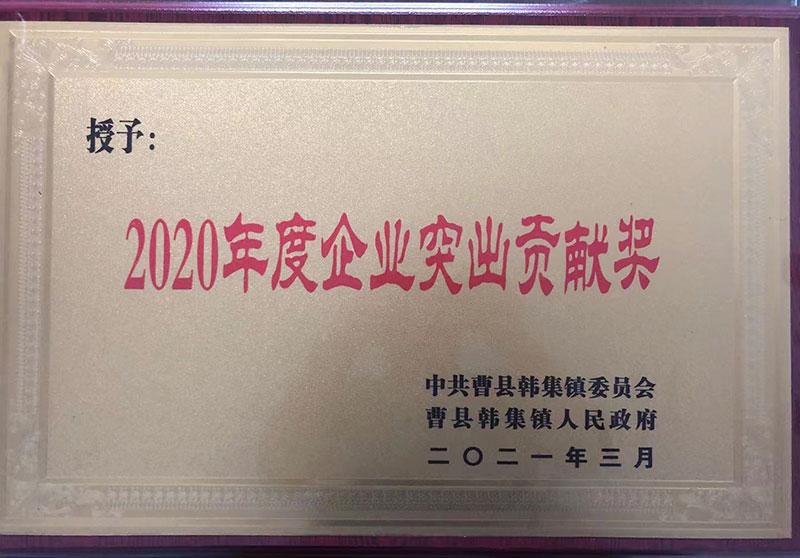 授予：
2020年度企业突出贡献奖
中共曹县韩集镇委员会
曹县韩集镇人民政府
二〇二一年三月